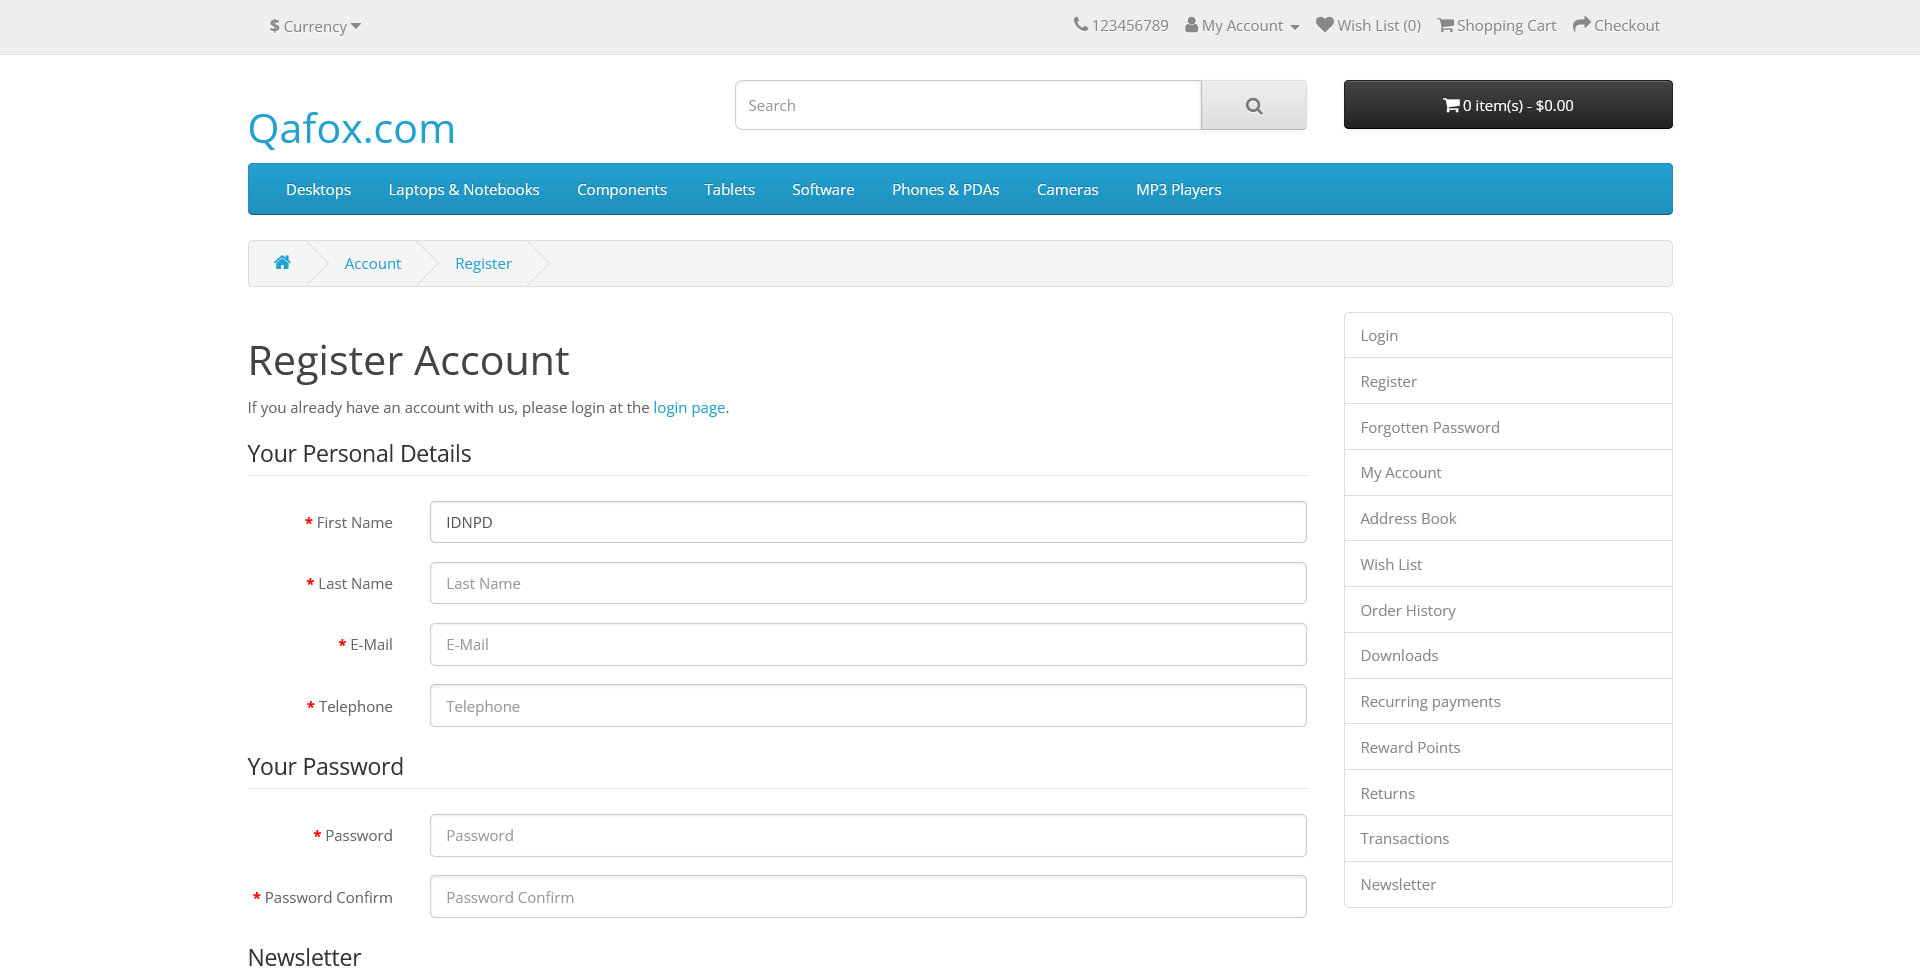 $ Currency
123456789 My Account Wish List (0) Shopping Cart Checkout
Qafox.com
Search
0 item(s) - $0.00
Desktops Laptops & Notebooks Components Tablets Software Phones & PDAs Cameras MP3 Players
Account Register
Register Account
If you already have an account with us, please login at the login page.
Your Personal Details
* First Name IDNPD
* Last Name Last Name
* E-Mail E-Mail
* Telephone Telephone
Your Password
* Password Password
* Password Confirm Password Confirm
Newsletter
Login
Register
Forgotten Password
My Account
Address Book
Wish List
Order History
Downloads
Recurring payments
Reward Points
Returns
Transactions
Newsletter